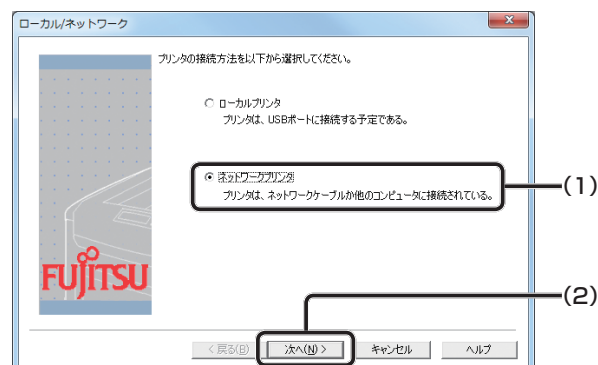 ローカル/ネットワーク
プリンタの接続方法を以下から選択してください。
ローカルプリンタ
プリンタは、USBポートに接続する予定である。
ネットワークプリンタ
プリンタは、ネットワークケーブルか他のコンピュータに接続されている。
(1)
FUJITSU
(2)
< 戻る(B) 次へ(N) > キャンセル ヘルプ